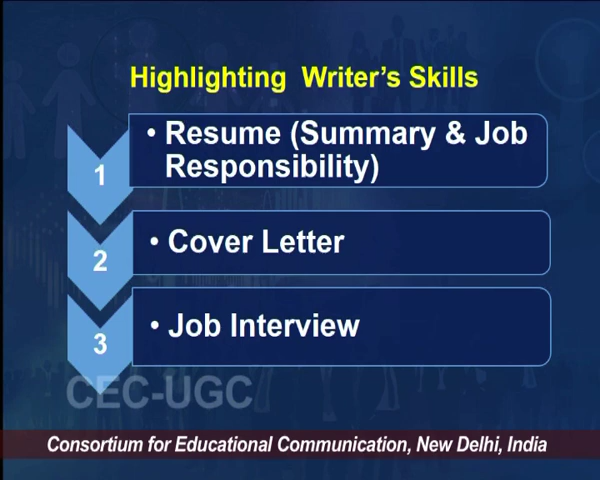 Highlighting Writer's Skills
1
• Resume (Summary & Job
Responsibility)
2
• Cover Letter
3
• Job Interview
CEC-UGC
Consortium for Educational Communication, New Delhi, India